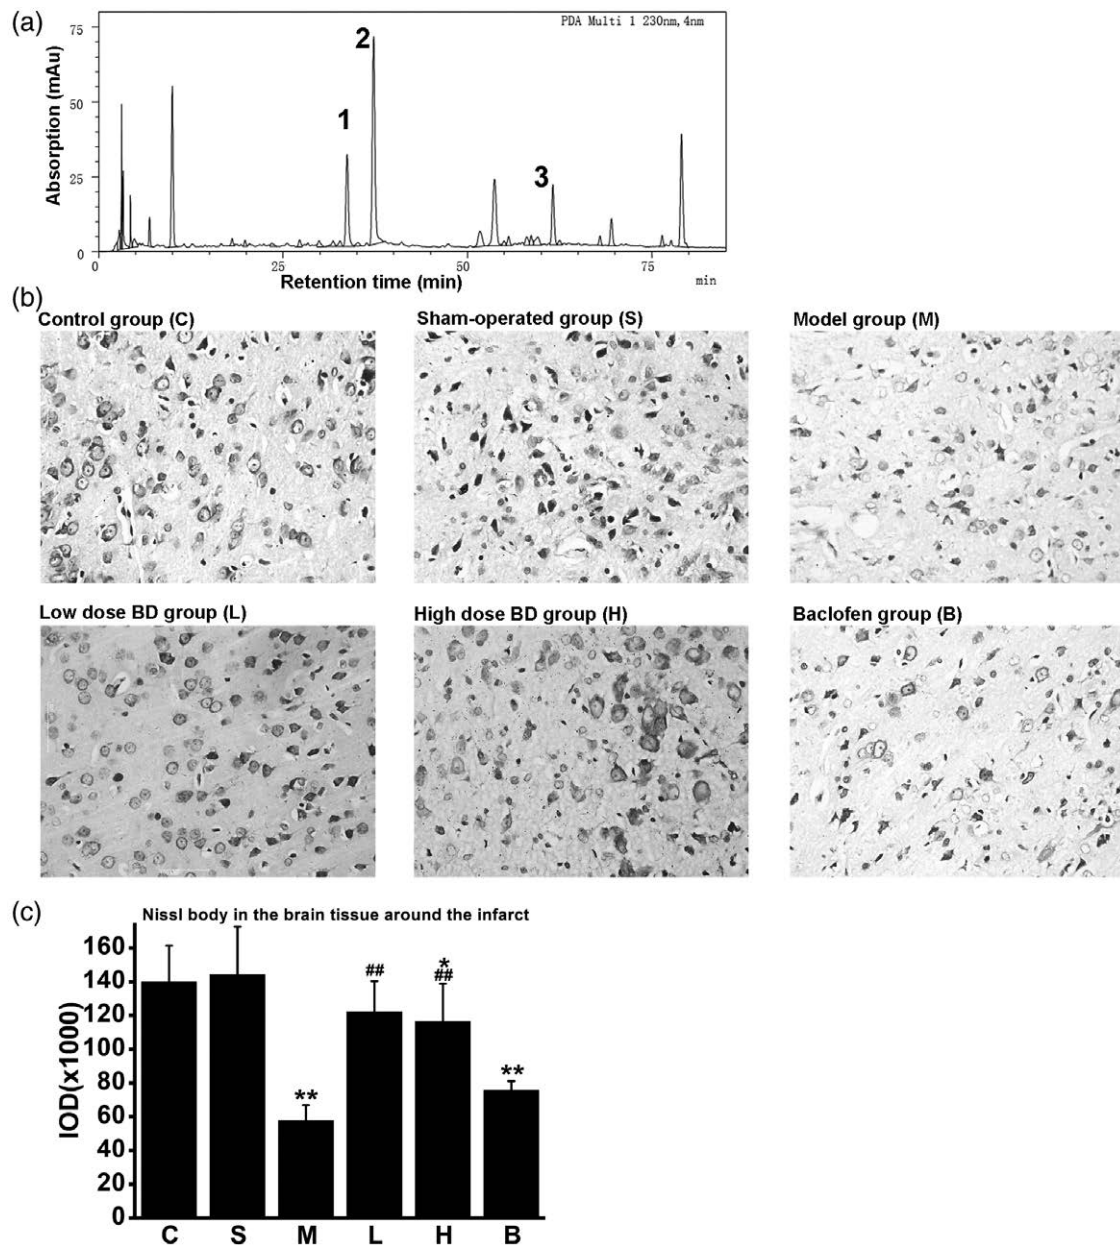 (a)
PDA Multi 1 230nm,4nm
Absorption (mAu)
75
50
25
0
1
2
3
0
25
50
75
min
Retention time (min)
(b)
Control group (C)
Sham-operated group (S)
Model group (M)
Low dose BD group (L)
High dose BD group (H)
Baclofen group (B)
(c)
Nissl body in the brain tissue around the infarct
IOD(x1000)
160
140
120
100
80
60
40
20
0
**
##
*
##
**
C S M L H B